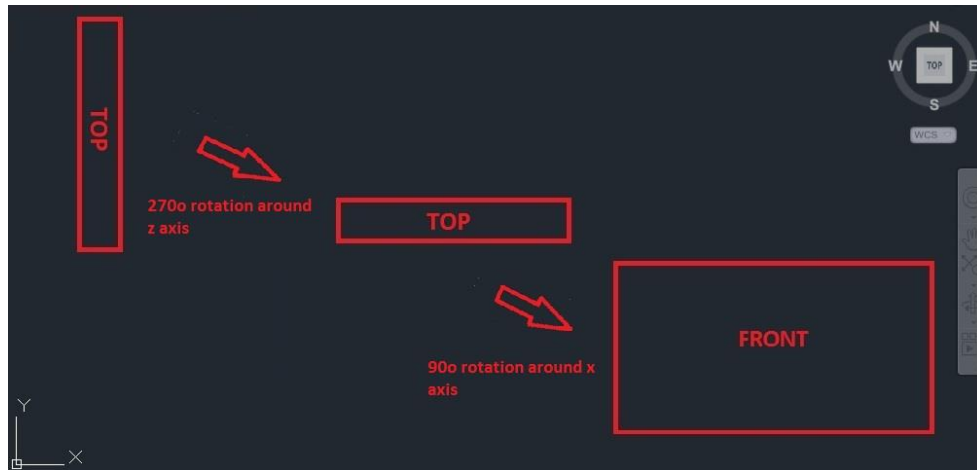 TOP
270o rotation around
z axis
TOP
90o rotation around x
axis
FRONT
N
W
TOP
E
S
WCS
Y
X